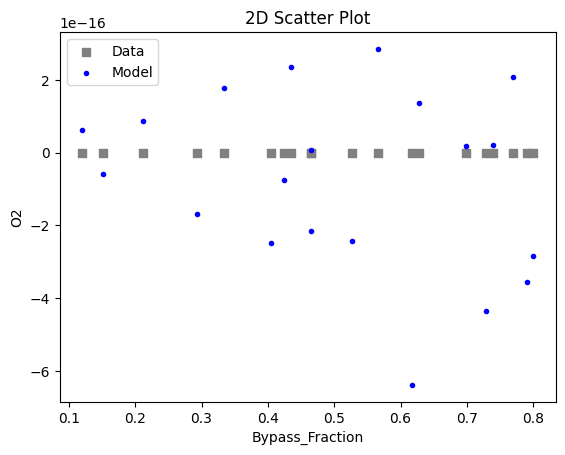 2D Scatter Plot
1e−16
Data
Model
2
0
−2
−4
−6
O2
0.1 0.2 0.3 0.4 0.5 0.6 0.7 0.8
Bypass_Fraction